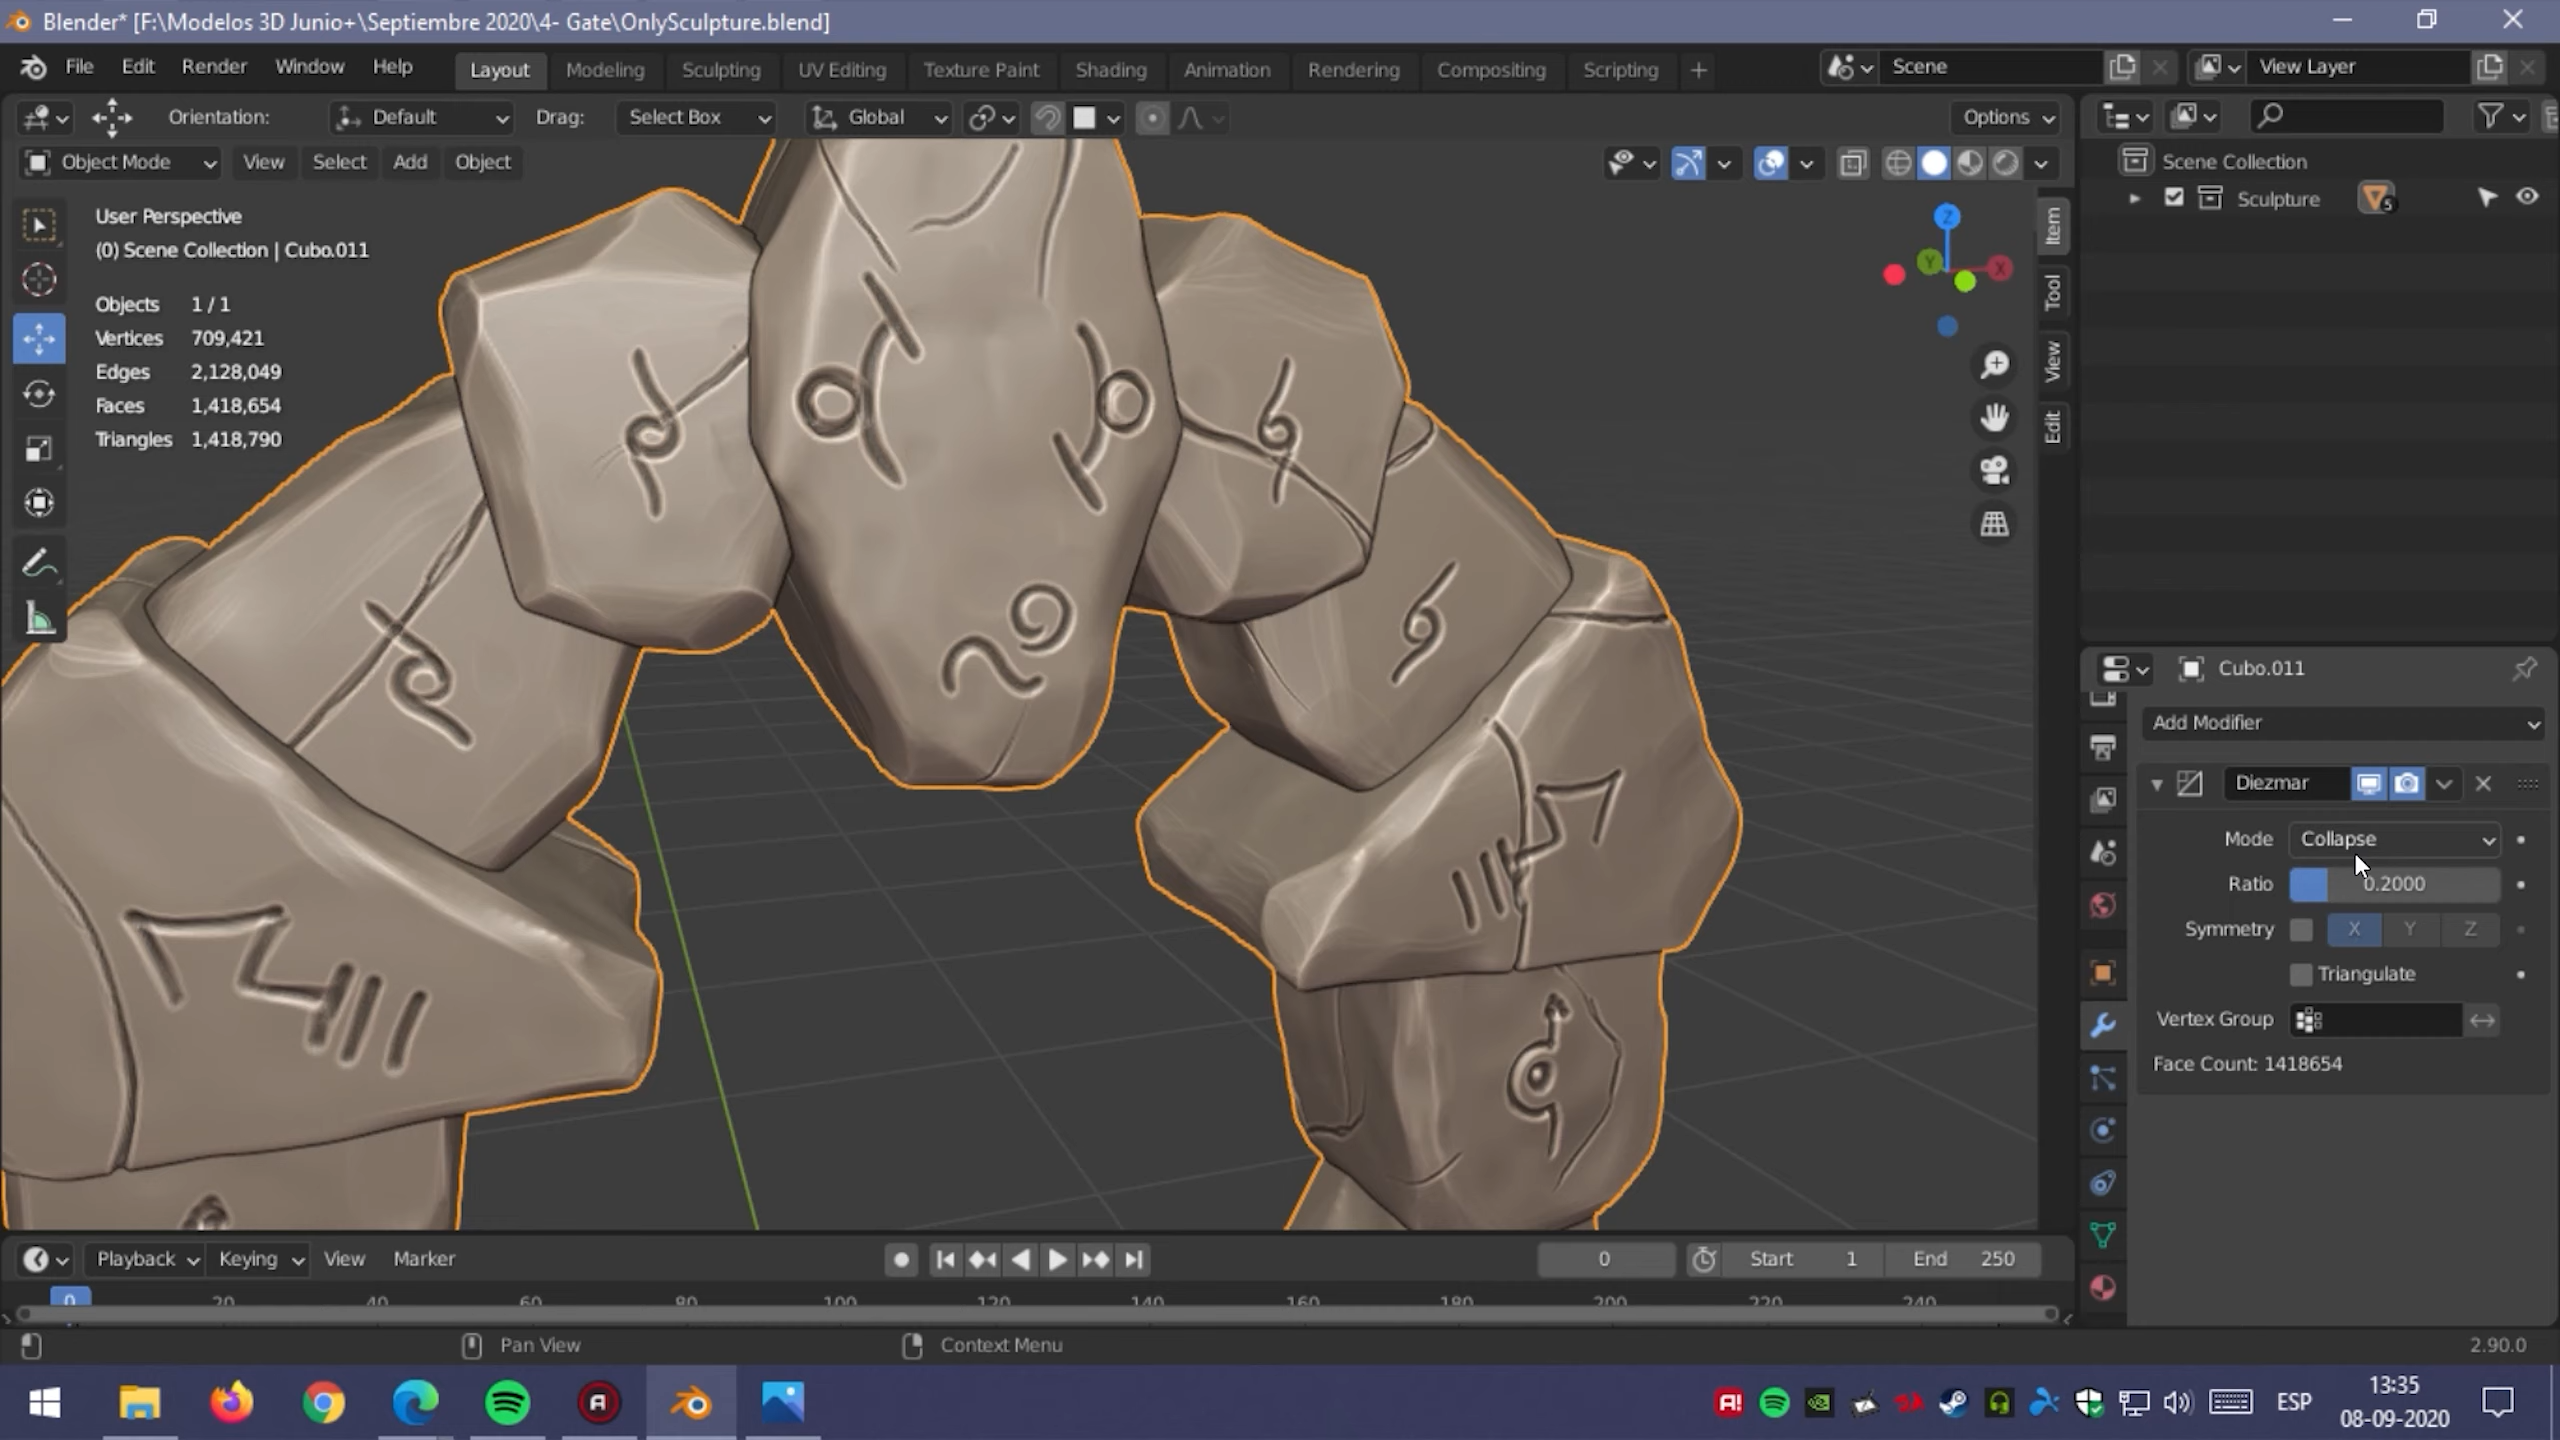 Blender* [F:\Modelos 3D Junio+\Septiembre 2020\4- Gate\OnlySculpture.blend]
File Edit Render Window Help Layout Modeling Sculpting UV Editing Texture Paint Shading Animation Rendering Compositing Scripting + Scene View Layer
Orientation: Default Drag: Select Box Global Options
Object Mode View Select Add Object
Scene Collection
Sculpture 5
User Perspective
(0) Scene Collection | Cubo.011
Objects 1 / 1
Vertices 709,421
Edges 2,128,049
Faces 1,418,654
Triangles 1,418,790
Z
Y
X
Item
Tool
View
Edit
Cubo.011
Add Modifier
Diezmar
Mode Collapse
Ratio 0.2000
Symmetry X Y Z
Triangulate
Vertex Group
Face Count: 1418654
Playback Keying View Marker 0 Start 1 End 250
0 20 40 60 80 100 120 140 160 180 200 220 240
Pan View Context Menu 2.90.0
A A! ESP 13:35
08-09-2020